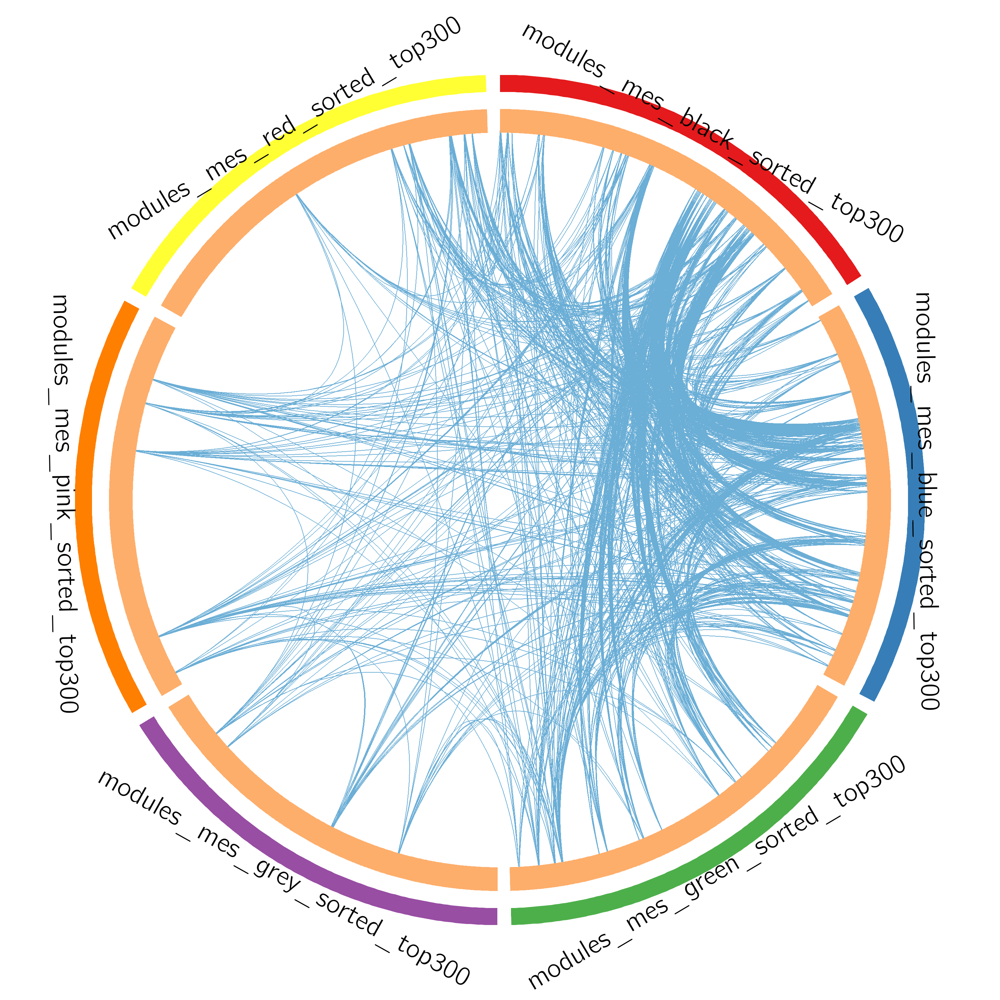 modules_mes_black_sorted_top300
modules_mes_blue_sorted_top300
modules_mes_green_sorted_top300
modules_mes_grey_sorted_top300
modules_mes_pink_sorted_top300
modules_mes_red_sorted_top300